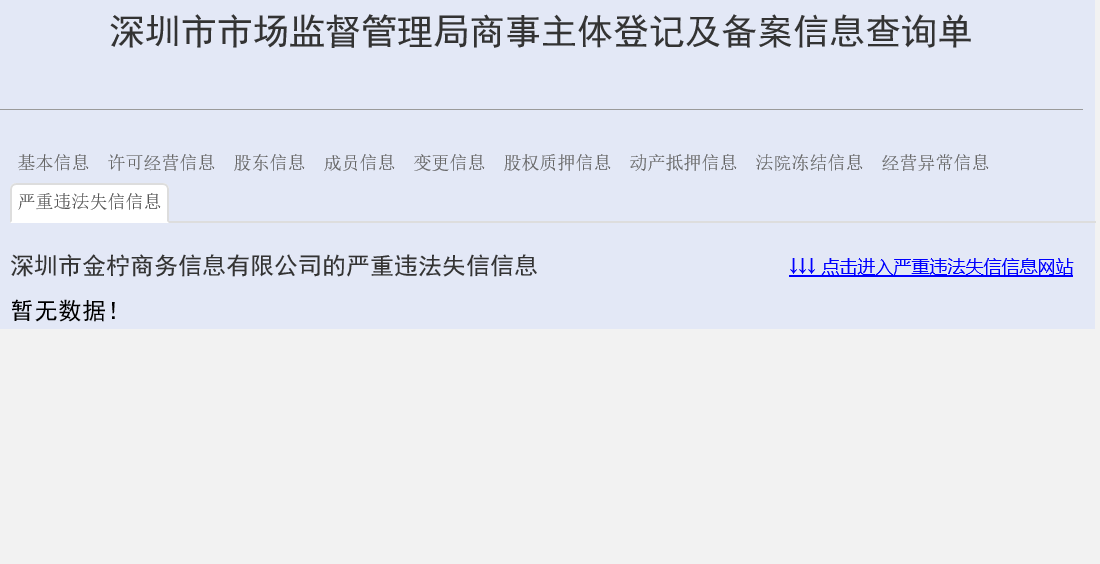 深圳市市场监督管理局商事主体登记及备案信息查询单
基本信息 许可经营信息 股东信息 成员信息 变更信息 股权质押信息 动产抵押信息 法院冻结信息 经营异常信息
严重违法失信信息
深圳市金柠商务信息有限公司的严重违法失信信息 ↓↓↓ 点击进入严重违法失信信息网站
暂无数据！